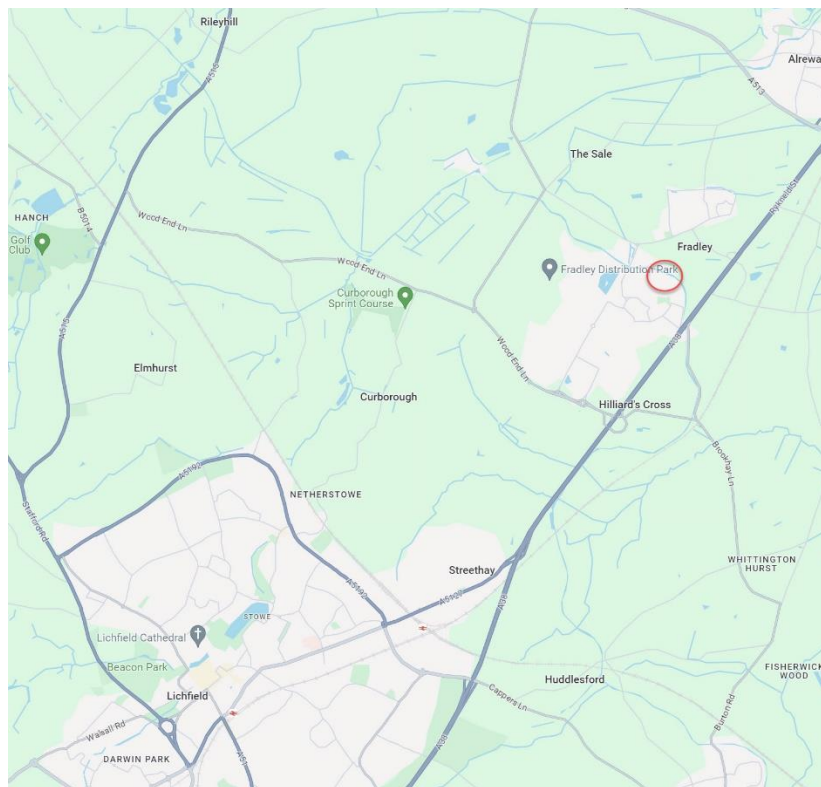 Rileyhill
A515
Alrewa
A513
The Sale
Rykneld St
HANCH
Golf
Club
B5014
Wood End Ln
Wood End Ln
Fradley
Fradley Distribution Park
Curborough
Sprint Course
A515
Elmhurst
Wood End Ln
A38
Curborough
Hilliard's Cross
Brookhay Ln
A5192
NETHERSTOWE
Stafford Rd
Streethay
WHITTINGTON
HURST
A5192
A5127
A38
STOWE
Lichfield Cathedral
Beacon Park
Huddlesford
FISHERWICK
WOOD
Lichfield
Cappers Ln
Burton Rd
Walsall Rd
DARWIN PARK
A51
A38